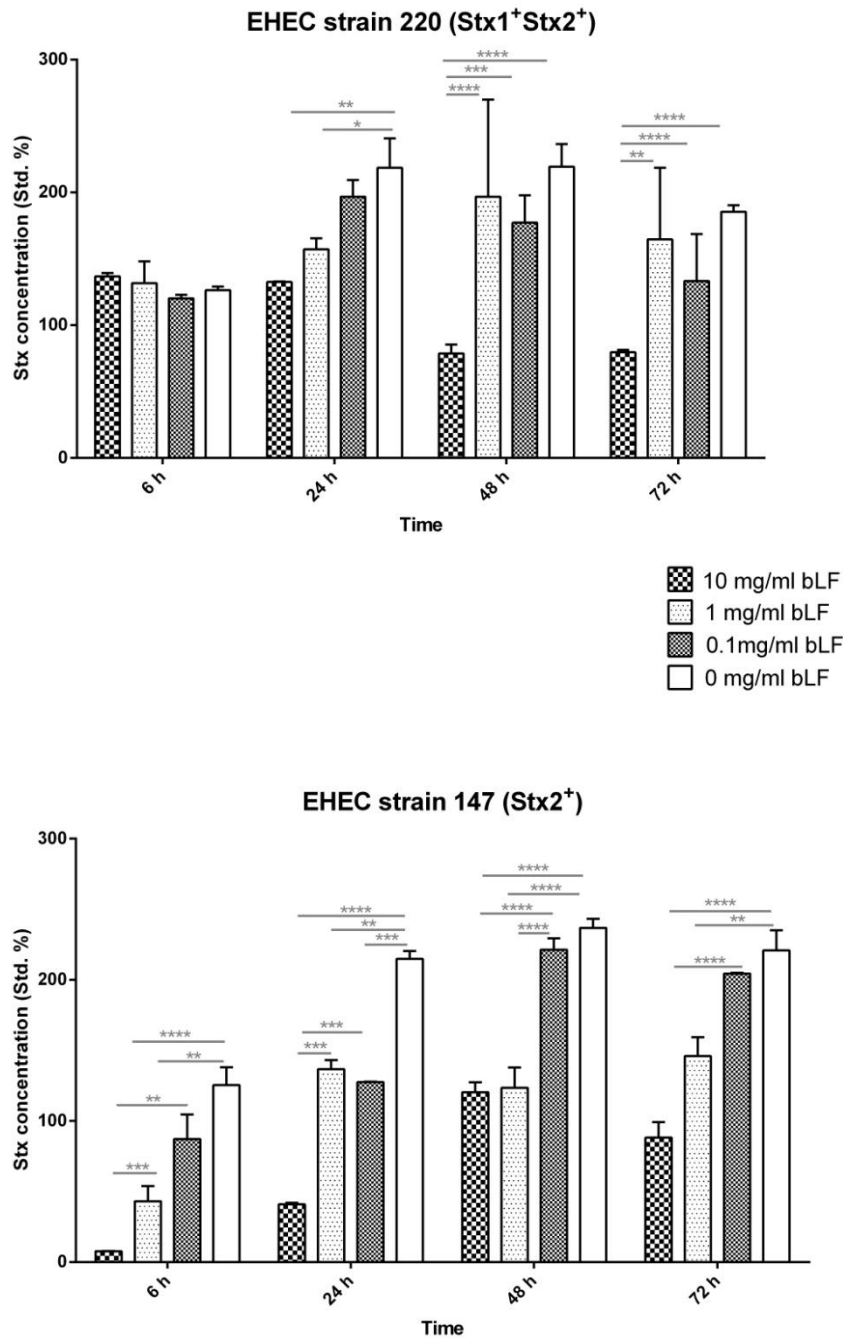 EHEC strain 220 (Stx1⁺Stx2⁺)
Stx concentration (Std. %)
300
200
100
0
****
***
****
**
*
****
****
**
6 h
24 h
48 h
72 h
Time
10 mg/ml bLF
1 mg/ml bLF
0.1mg/ml bLF
0 mg/ml bLF
EHEC strain 147 (Stx2⁺)
Stx concentration (Std. %)
300
200
100
0
****
****
****
****
****
**
***
****
**
****
***
***
****
**
**
***
6 h
24 h
48 h
72 h
Time